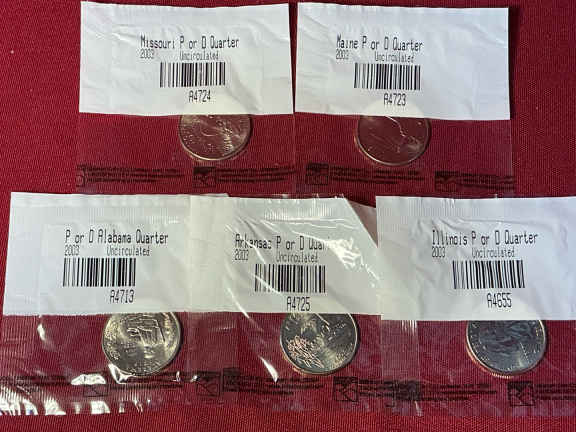 Missouri P or D Quarter
2003 Uncirculated
A4724
Maine P or D Quarter
2003 Uncirculated
A4723
P or D Alabama Quarter
2003 Uncirculated
A4713
Arkansas P or D
2003 Uncirculated
A4725
Illinois P or D Quarter
2003 Uncirculated
A4655